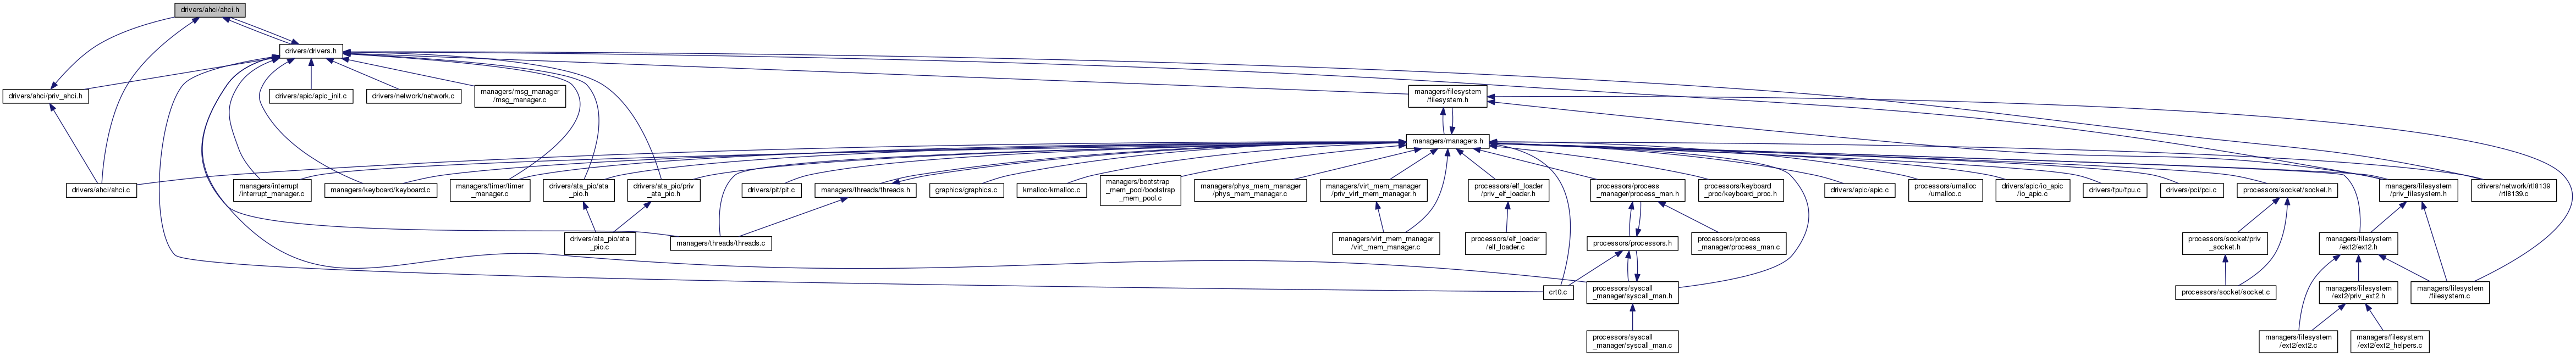 drivers/ahci/ahci.h
drivers/drivers.h
drivers/ahci/priv_ahci.h
drivers/apic/apic_init.c
drivers/network/network.c
managers/msg_manager
/msg_manager.c
managers/filesystem
/filesystem.h
managers/managers.h
drivers/ahci/ahci.c
managers/interrupt
/interrupt_manager.c
managers/keyboard/keyboard.c
managers/timer/timer
_manager.c
drivers/ata_pio/ata
_pio.h
drivers/ata_pio/priv
_ata_pio.h
drivers/pit/pit.c
managers/threads/threads.h
graphics/graphics.c
kmalloc/kmalloc.c
managers/bootstrap
_mem_pool/bootstrap
_mem_pool.c
managers/phys_mem_manager
/phys_mem_manager.c
managers/virt_mem_manager
/priv_virt_mem_manager.h
processors/elf_loader
/priv_elf_loader.h
processors/process
_manager/process_man.h
processors/keyboard
_proc/keyboard_proc.h
drivers/apic/apic.c
processors/umalloc
/umalloc.c
drivers/apic/io_apic
/io_apic.c
drivers/fpu/fpu.c
drivers/pci/pci.c
processors/socket/socket.h
managers/filesystem
/priv_filesystem.h
drivers/network/rtl8139
/rtl8139.c
drivers/ata_pio/ata
_pio.c
managers/threads/threads.c
managers/virt_mem_manager
/virt_mem_manager.c
processors/elf_loader
/elf_loader.c
processors/processors.h
processors/process
_manager/process_man.c
processors/socket/priv
_socket.h
managers/filesystem
/ext2/ext2.h
crt0.c
processors/syscall
_manager/syscall_man.h
processors/socket/socket.c
managers/filesystem
/ext2/priv_ext2.h
managers/filesystem
/filesystem.c
processors/syscall
_manager/syscall_man.c
managers/filesystem
/ext2/ext2.c
managers/filesystem
/ext2/ext2_helpers.c